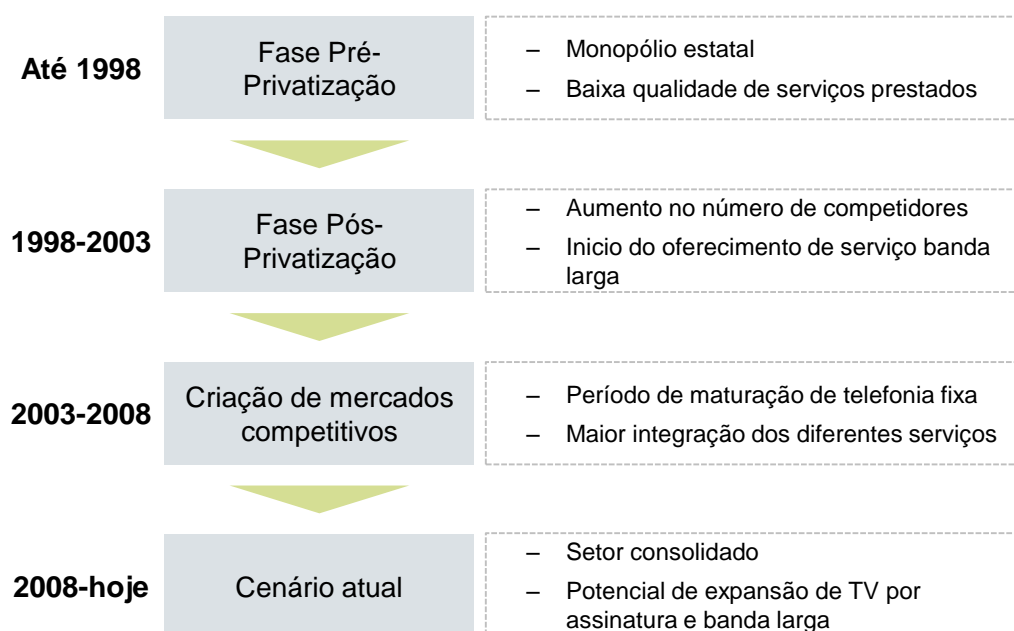 Até 1998
Fase Pré-
Privatização
– Monopólio estatal
– Baixa qualidade de serviços prestados
1998-2003
Fase Pós-
Privatização
– Aumento no número de competidores
– Inicio do oferecimento de serviço banda
larga
2003-2008
Criação de mercados
competitivos
– Período de maturação de telefonia fixa
– Maior integração dos diferentes serviços
2008-hoje
Cenário atual
– Setor consolidado
– Potencial de expansão de TV por
assinatura e banda larga